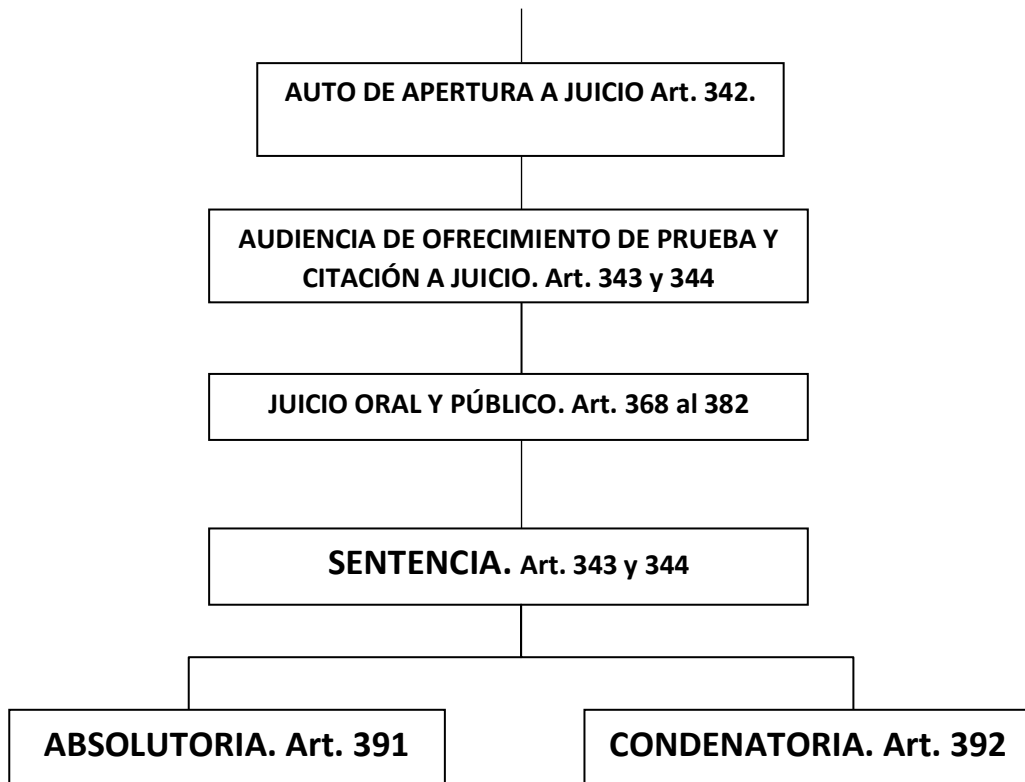 AUTO DE APERTURA A JUICIO Art. 342.
AUDIENCIA DE OFRECIMIENTO DE PRUEBA Y
CITACIÓN A JUICIO. Art. 343 y 344
JUICIO ORAL Y PÚBLICO. Art. 368 al 382
SENTENCIA. Art. 343 y 344
ABSOLUTORIA. Art. 391
CONDENATORIA. Art. 392